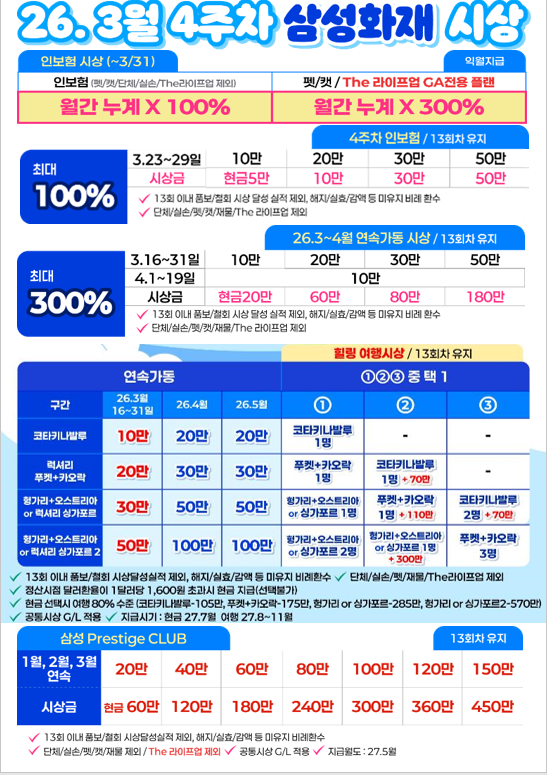 26. 3월 4주차 삼성화재 시상
인보험 시상 (~3/31) 익월지급
인보험 (펫/캣/단체/실손/The라이프업 제외) 펫/캣 / The 라이프업 GA전용 플랜
월간 누계 X 100% 월간 누계 X 300%
4주차 인보험 / 13회차 유지
최대 100%
3.23~29일 10만 20만 30만 50만
시상금 현금5만 10만 30만 50만
13회 이내 품보/철회 시상 달성 실적 제외, 해지/실효/감액 등 미유지 비례 환수
단체/실손/펫/캣/재물/The 라이프업 제외
26.3~4월 연속가동 시상 / 13회차 유지
최대 300%
3.16~31일 10만 20만 30만 50만
4.1~19일 10만
시상금 현금20만 60만 80만 180만
13회 이내 품보/철회 시상 달성 실적 제외, 해지/실효/감액 등 미유지 비례 환수
단체/실손/펫/캣/재물/The 라이프업 제외
힐링 여행시상 / 13회차 유지
연속가동 ①②③ 중 택 1
구간 26.3월 16~31일 26.4월 26.5월 ① ② ③
코타키나발루 10만 20만 20만 코타키나발루 1명 - -
럭셔리 푸켓+카오락 20만 30만 30만 푸켓+카오락 1명 코타키나발루 1명 + 70만 -
헝가리+오스트리아 or 럭셔리 싱가포르 30만 50만 50만 헝가리+오스트리아 or 싱가포르 1명 푸켓+카오락 1명 + 110만 코타키나발루 2명 + 70만
헝가리+오스트리아 or 럭셔리 싱가포르 2 50만 100만 100만 헝가리+오스트리아 or 싱가포르 2명 헝가리+오스트리아 or 싱가포르 1명 + 300만 푸켓+카오락 3명
13회 이내 품보/철회 시상달성실적 제외, 해지/실효/감액 등 미유지 비례환수 단체/실손/펫/재물/The라이프업 제외
정산시점 달러환율이 1달러당 1,600원 초과시 현금 지급(선택불가)
현금 선택시 여행 80% 수준 (코타키나발루-105만, 푸켓+카오락-175만, 헝가리 or 싱가포르-285만, 헝가리 or 싱가포르2-570만)
공통시상 G/L 적용 지급시기 : 현금 27.7월 여행 27.8~11월
삼성 Prestige CLUB 13회차 유지
1월, 2월, 3월 연속 20만 40만 60만 80만 100만 120만 150만
시상금 현금 60만 120만 180만 240만 300만 360만 450만
13회 이내 품보/철회 시상달성실적 제외, 해지/실효/감액 등 미유지 비례환수
단체/실손/펫/캣/재물 제외 / The 라이프업 제외 공통시상 G/L 적용 지급월도 : 27.5월